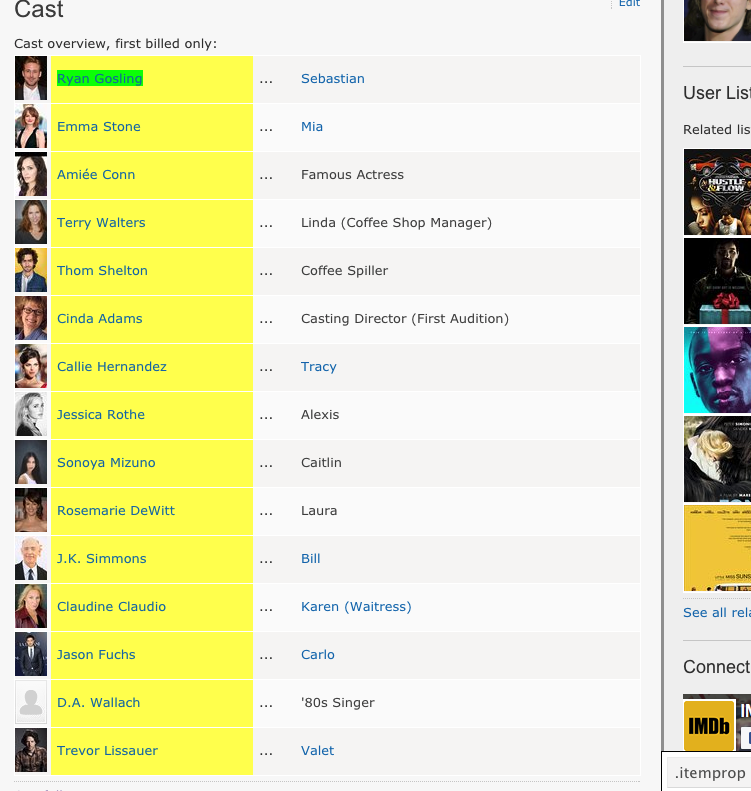 Cast
Edit
Cast overview, first billed only:
Ryan Gosling ... Sebastian
Emma Stone ... Mia
Amiée Conn ... Famous Actress
Terry Walters ... Linda (Coffee Shop Manager)
Thom Shelton ... Coffee Spiller
Cinda Adams ... Casting Director (First Audition)
Callie Hernandez ... Tracy
Jessica Rothe ... Alexis
Sonoya Mizuno ... Caitlin
Rosemarie DeWitt ... Laura
J.K. Simmons ... Bill
Claudine Claudio ... Karen (Waitress)
Jason Fuchs ... Carlo
D.A. Wallach ... '80s Singer
Trevor Lissauer ... Valet
User List
Related lis
HUSTLE
& FLOW
See all rela
Connect
IMDb
.itemprop